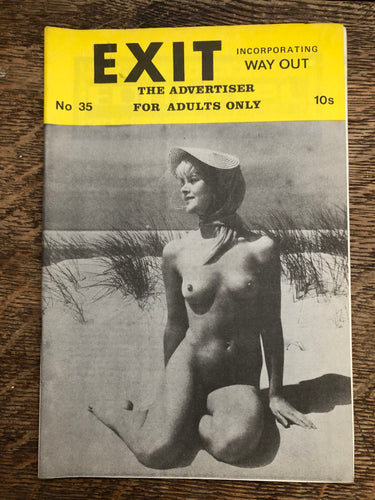 EXIT
INCORPORATING
WAY OUT
THE ADVERTISER
FOR ADULTS ONLY
No 35
10s